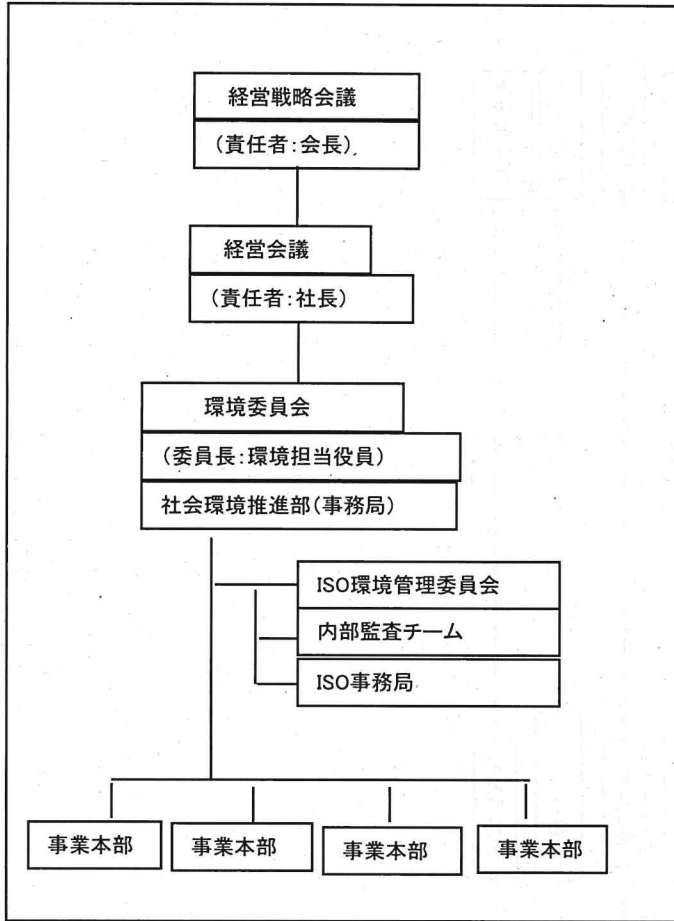 経営戦略会議
(責任者:会長)
経営会議
(責任者:社長)
環境委員会
(委員長:環境担当役員)
社会環境推進部(事務局)
ISO環境管理委員会
内部監査チーム
ISO事務局
事業本部
事業本部
事業本部
事業本部